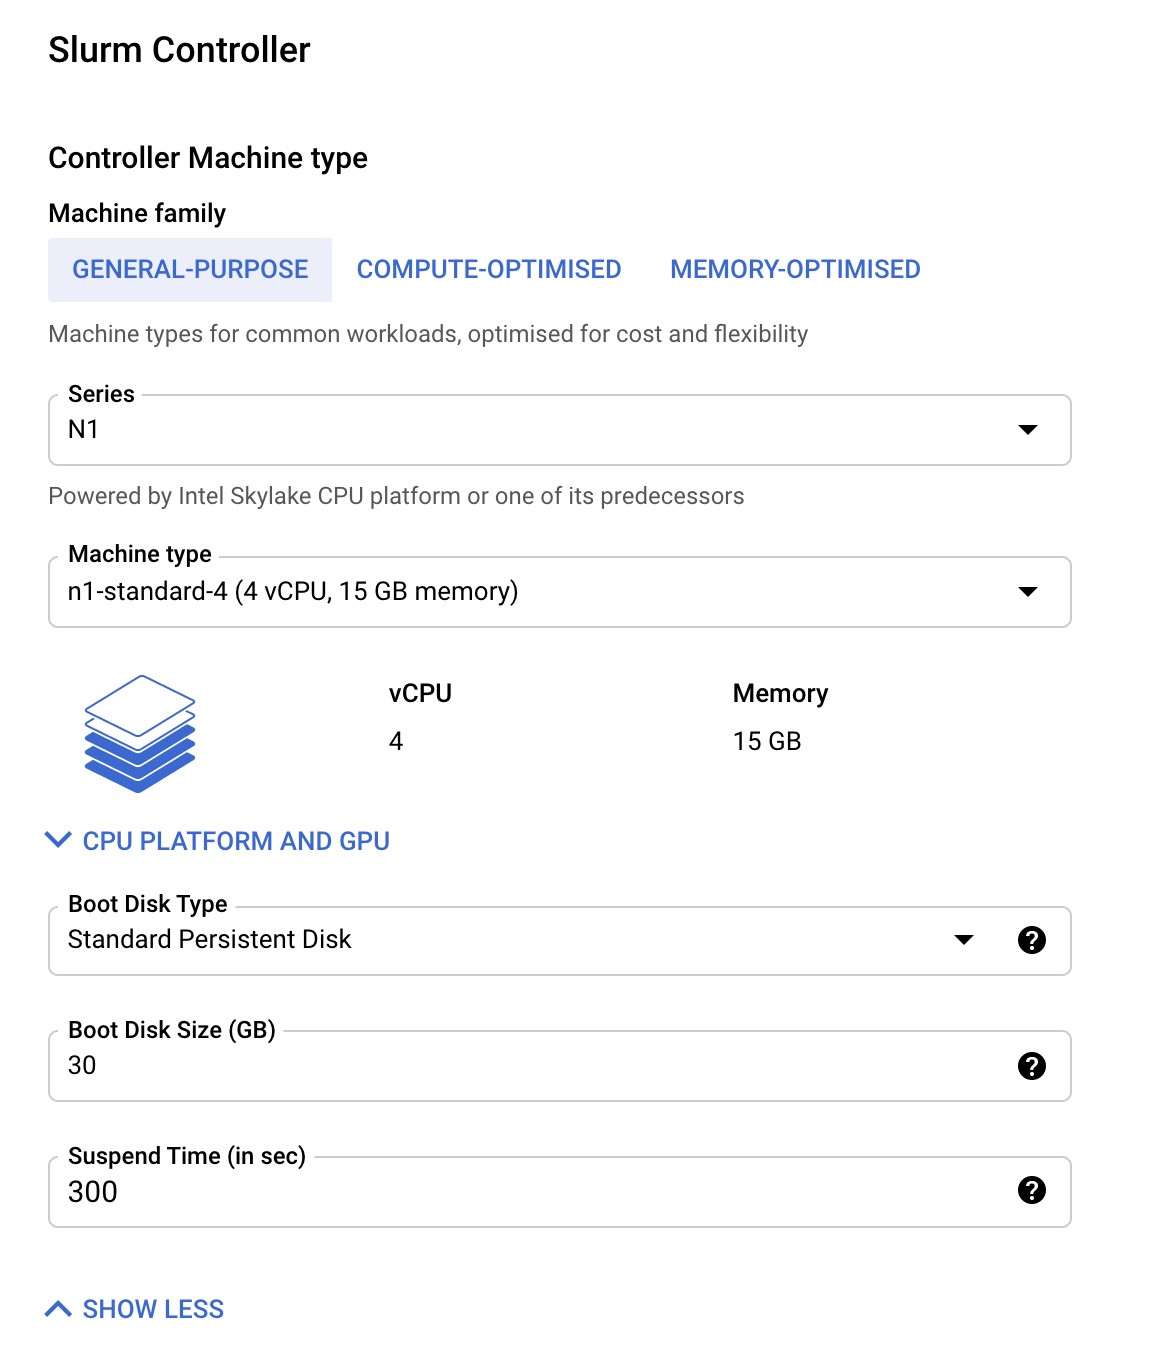 Slurm Controller
Controller Machine type
Machine family
GENERAL-PURPOSE COMPUTE-OPTIMISED MEMORY-OPTIMISED
Machine types for common workloads, optimised for cost and flexibility
Series
N1
Powered by Intel Skylake CPU platform or one of its predecessors
Machine type
n1-standard-4 (4 vCPU, 15 GB memory)
vCPU Memory
4 15 GB
CPU PLATFORM AND GPU
Boot Disk Type
Standard Persistent Disk
Boot Disk Size (GB)
30
Suspend Time (in sec)
300
SHOW LESS